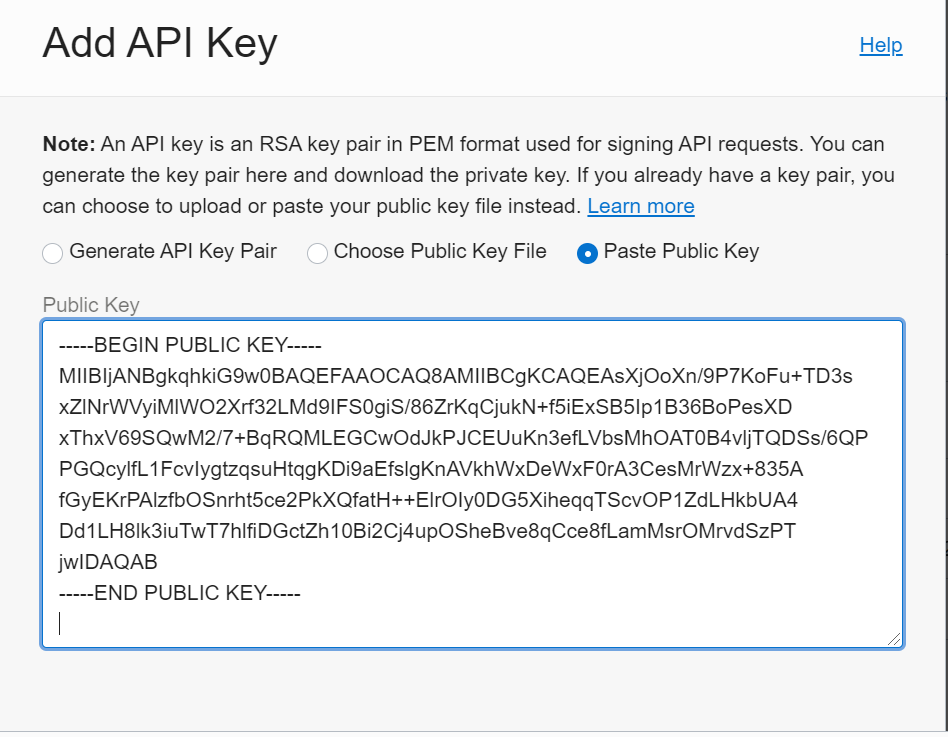 Add API Key
Help
Note: An API key is an RSA key pair in PEM format used for signing API requests. You can
generate the key pair here and download the private key. If you already have a key pair, you
can choose to upload or paste your public key file instead. Learn more
Generate API Key Pair Choose Public Key File Paste Public Key
Public Key
-----BEGIN PUBLIC KEY-----
MIIBIjANBgkqhkiG9w0BAQEFAAOCAQ8AMIIBCgKCAQEAsXjOoXn/9P7KoFu+TD3s
xZlNrWVyiMlWO2Xrf32LMd9IFS0giS/86ZrKqCjukN+f5iExSB5Ip1B36BoPesXD
xThxV69SQwM2/7+BqRQMLEGCwOdJkPJCEUuKn3efLVbsMhOAT0B4vljTQDSs/6QP
PGQcylfL1FcvIygtzqsuHtqgKDi9aEfslgKnAVkhWxDeWxF0rA3CesMrWzx+835A
fGyEKrPAlzfbOSnrht5ce2PkXQfatH++ElrOIy0DG5XiheqqTScvOP1ZdLHkbUA4
Dd1LH8lk3iuTwT7hlfiDGctZh10Bi2Cj4upOSheBve8qCce8fLamMsrOMrvdSzPT
jwIDAQAB
-----END PUBLIC KEY-----